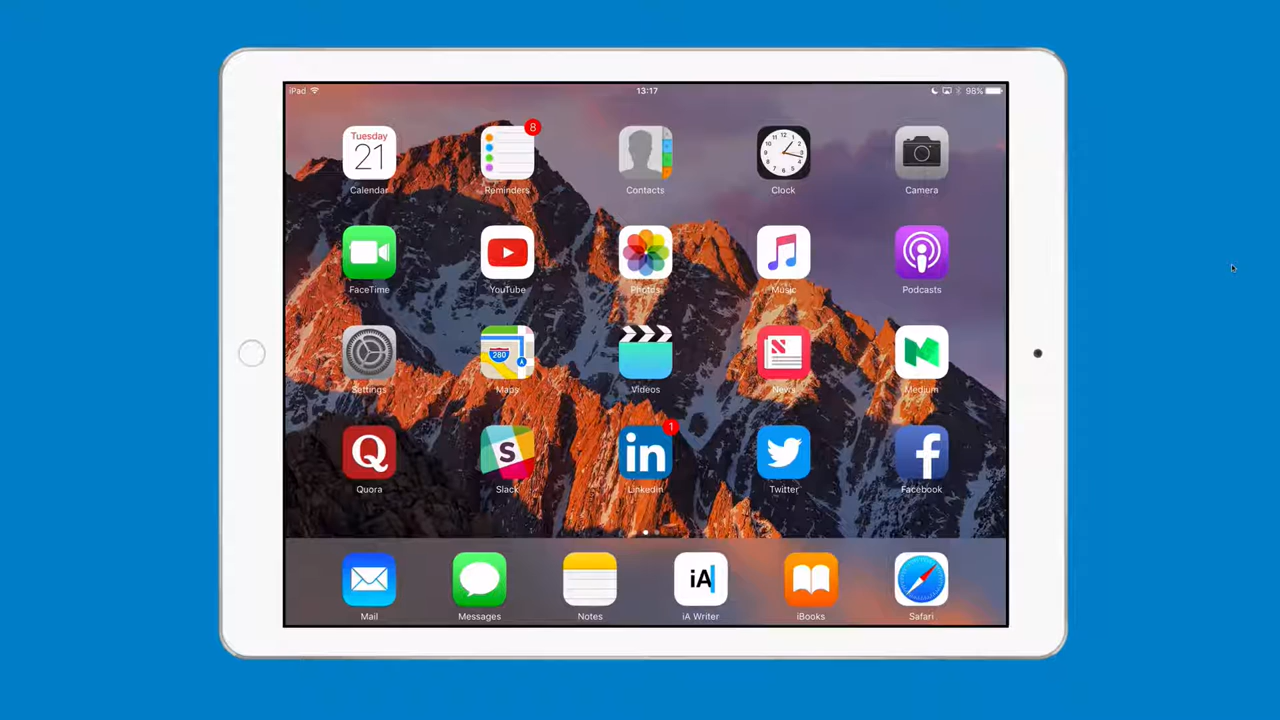 iPad 13:17 98%
Tuesday
21 8
Calendar Reminders Contacts Clock Camera
FaceTime YouTube Photos Music Podcasts
280
Settings Maps Videos News Medium
1
Q S in f
Quora Slack LinkedIn Twitter Facebook
iA
Mail Messages Notes iA Writer iBooks Safari